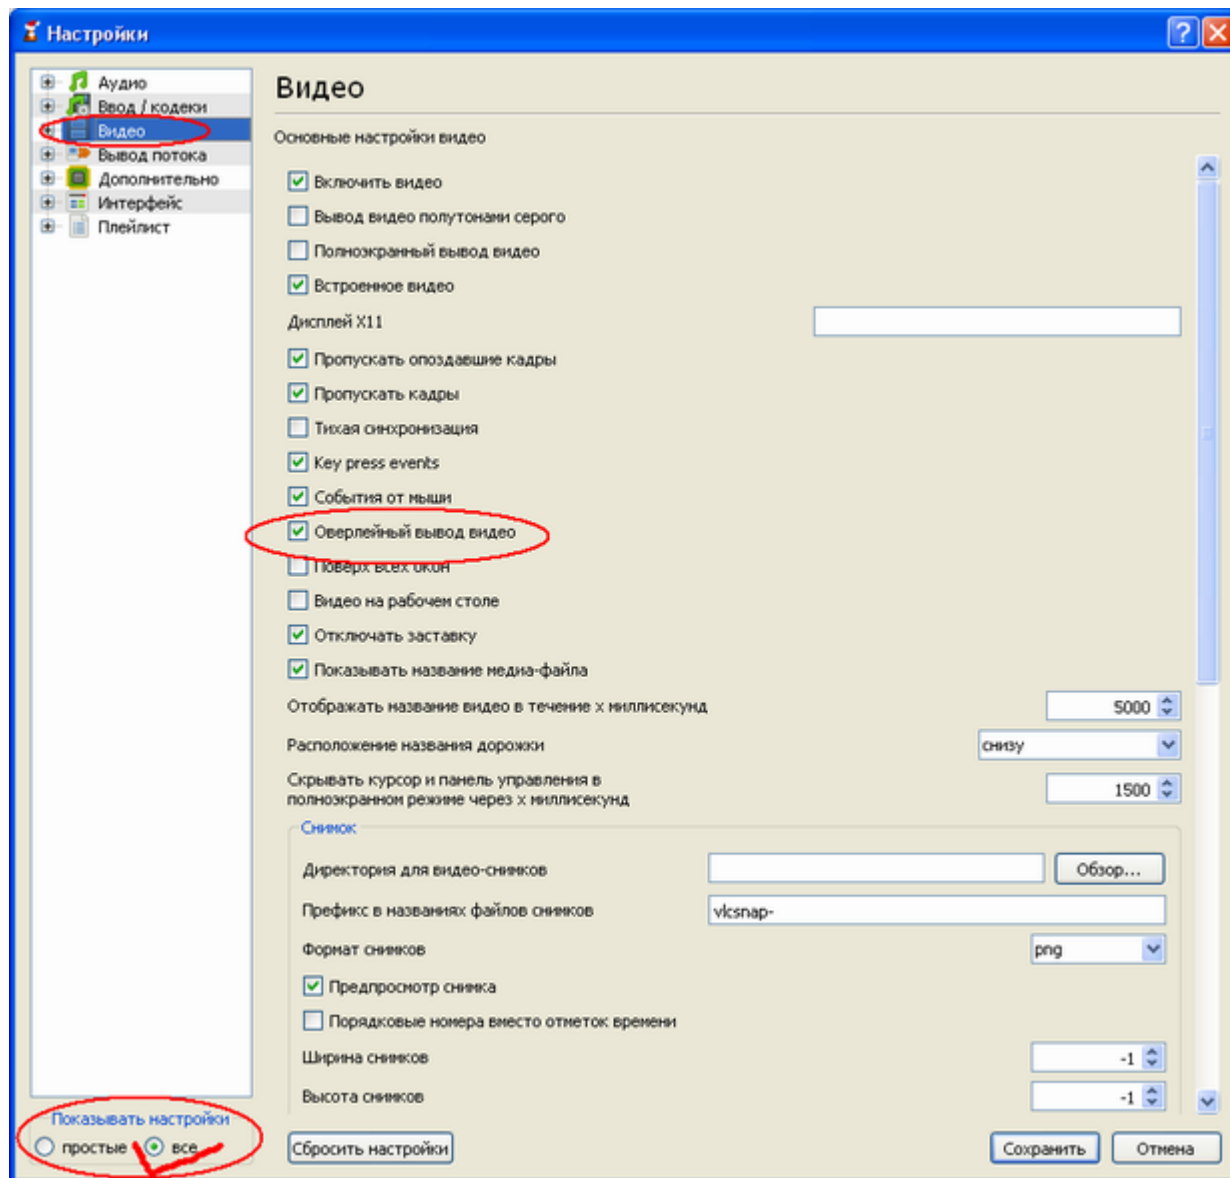 Настройки
Аудио
Ввод / кодеки
Видео
Вывод потока
Дополнительно
Интерфейс
Плейлист
Видео
Основные настройки видео
Включить видео
Вывод видео полутонами серого
Полноэкранный вывод видео
Встроенное видео
Дисплей X11
Пропускать опоздавшие кадры
Пропускать кадры
Тихая синхронизация
Key press events
События от мыши
Оверлейный вывод видео
Поверх всех окон
Видео на рабочем столе
Отключать заставку
Показывать название медиа-файла
Отображать название видео в течение x миллисекунд
5000
Расположение названия дорожки
снизу
Скрывать курсор и панель управления в
полноэкранном режиме через x миллисекунд
1500
Снимок
Директория для видео-снимков
Обзор...
Префикс в названиях файлов снимков
vlcsnap-
Формат снимков
png
Предпросмотр снимка
Порядковые номера вместо отметок времени
Ширина снимков
-1
Высота снимков
-1
Показывать настройки
простые
все
Сбросить настройки
Сохранить
Отмена